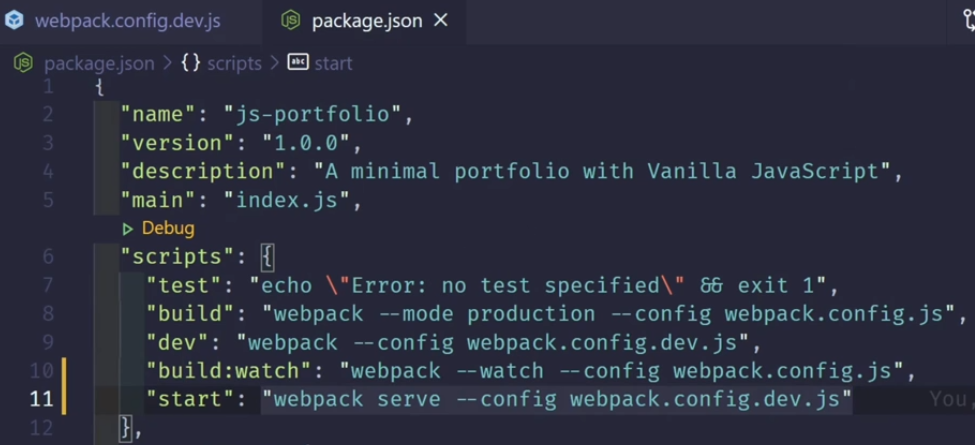 webpack.config.dev.js
package.json ×
package.json > {} scripts > abc start
1 {
2 "name": "js-portfolio",
3 "version": "1.0.0",
4 "description": "A minimal portfolio with Vanilla JavaScript",
5 "main": "index.js",
Debug
6 "scripts": {
7 "test": "echo \"Error: no test specified\" && exit 1",
8 "build": "webpack --mode production --config webpack.config.js",
9 "dev": "webpack --config webpack.config.dev.js",
10 "build:watch": "webpack --watch --config webpack.config.js",
11 "start": "webpack serve --config webpack.config.dev.js" You,
12 },